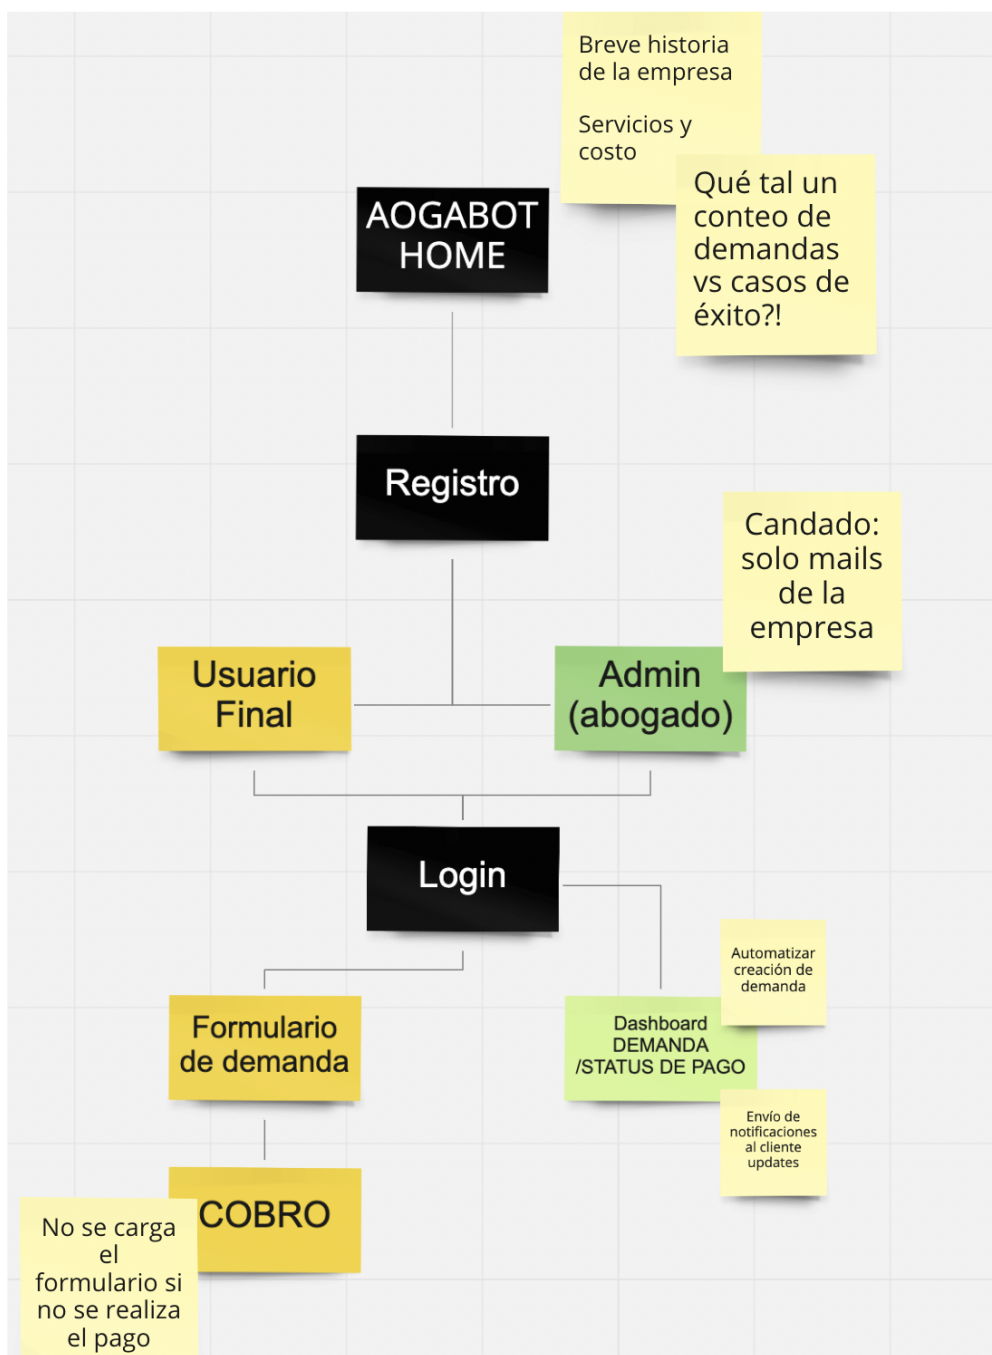 Breve historia
de la empresa
Servicios y
costo
Qué tal un
conteo de
demandas
vs casos de
éxito?!
AOGABOT
HOME
Registro
Candado:
solo mails
de la
empresa
Usuario
Final
Admin
(abogado)
Login
Automatizar
creación de
demanda
Formulario
de demanda
Dashboard
DEMANDA
/STATUS DE PAGO
Envío de
notificaciones
al cliente
updates
COBRO
No se carga
el
formulario si
no se realiza
el pago